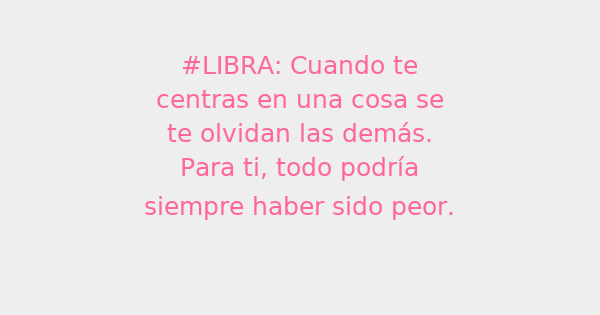 #LIBRA: Cuando te
centras en una cosa se
te olvidan las demás.
Para ti, todo podría
siempre haber sido peor.